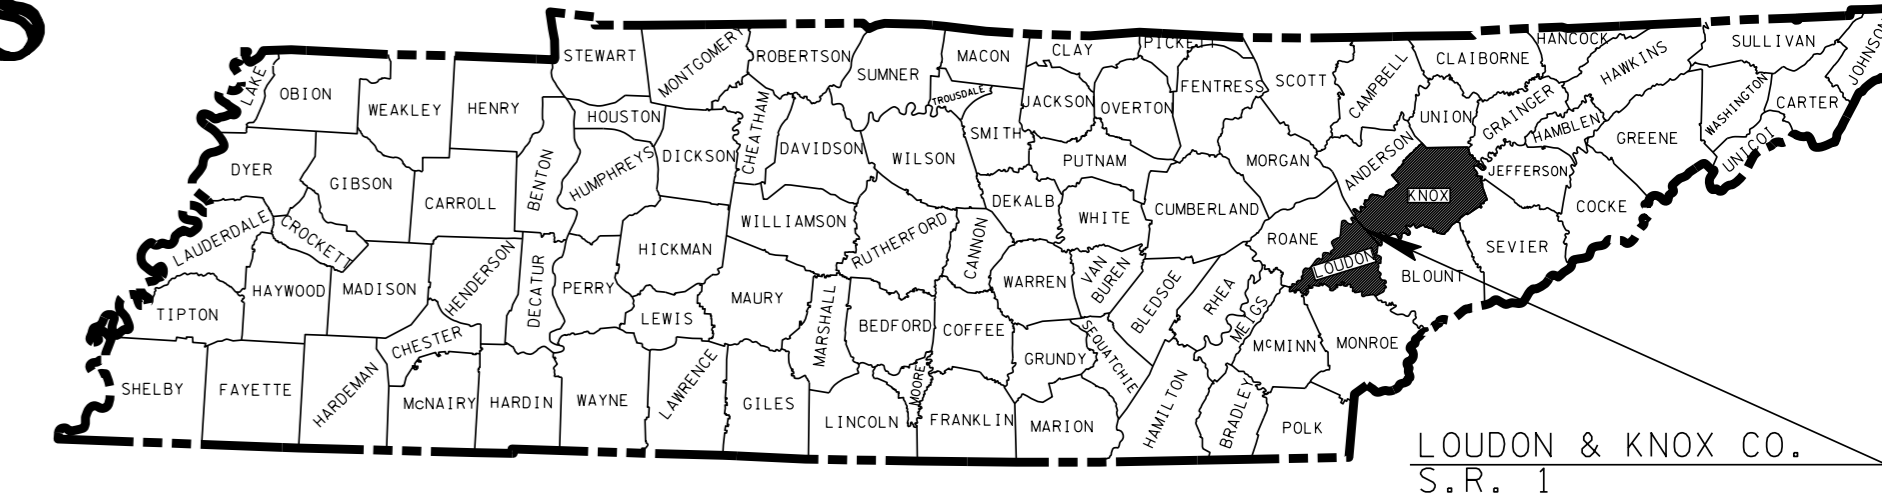 STEWART
MONTGOMERY
ROBERTSON
SUMNER
MACON
CLAY
PICKETT
FENTRESS
SCOTT
CAMPBELL
CLAIBORNE
HANCOCK
HAWKINS
SULLIVAN
JOHNSON
LAKE
OBION
WEAKLEY
HENRY
HOUSTON
CHEATHAM
TROUSDALE
JACKSON
OVERTON
UNION
GRAINGER
HAMBLEN
WASHINGTON
CARTER
DYER
GIBSON
CARROLL
BENTON
HUMPHREYS
DICKSON
DAVIDSON
WILSON
SMITH
PUTNAM
MORGAN
ANDERSON
KNOX
JEFFERSON
GREENE
UNICOI
LAUDERDALE
CROCKETT
HENDERSON
DECATUR
HICKMAN
WILLIAMSON
RUTHERFORD
CANNON
DEKALB
WHITE
CUMBERLAND
ROANE
LOUDON
BLOUNT
SEVIER
COCKE
TIPTON
HAYWOOD
MADISON
CHESTER
PERRY
LEWIS
MAURY
MARSHALL
BEDFORD
COFFEE
WARREN
VAN
BUREN
BLEDSOE
RHEA
MEIGS
McMINN
MONROE
SHELBY
FAYETTE
HARDEMAN
McNAIRY
HARDIN
WAYNE
LAWRENCE
GILES
LINCOLN
MOORE
FRANKLIN
GRUNDY
SEQUATCHIE
MARION
HAMILTON
BRADLEY
POLK
LOUDON & KNOX CO.
S.R. 1